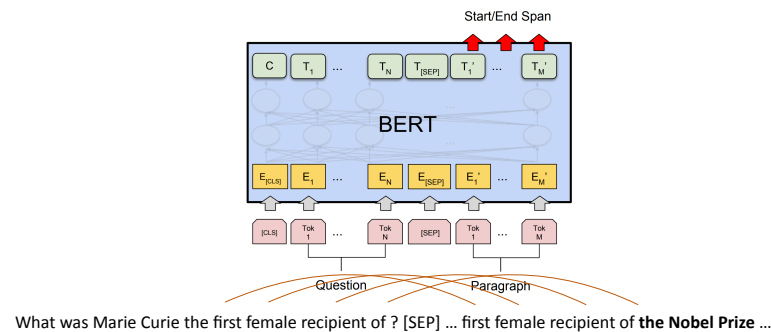 Start/End Span
C T1 ... TN T[SEP] T1' ... TM'
...
BERT
...
E[CLS] E1 ... EN E[SEP] E1' ... EM'
[CLS] Tok 1 ... Tok N [SEP] Tok 1 ... Tok M
Question Paragraph
What was Marie Curie the first female recipient of ? [SEP] ... first female recipient of the Nobel Prize ...